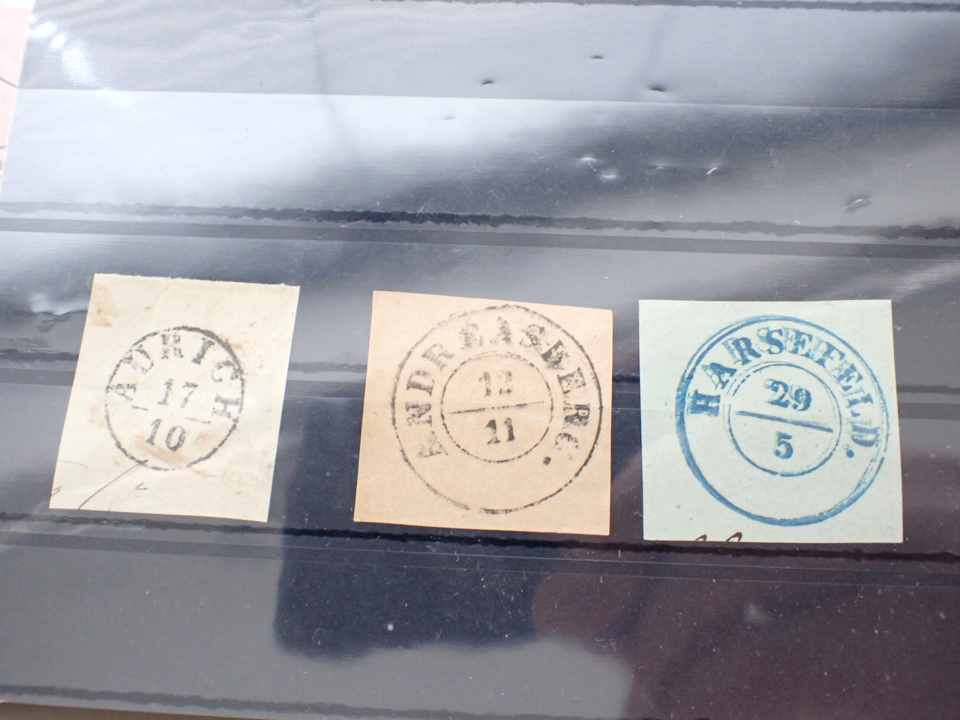 AURICH
17
10
ANDREASBERG.
12
11
HARSEFELD.
29
5